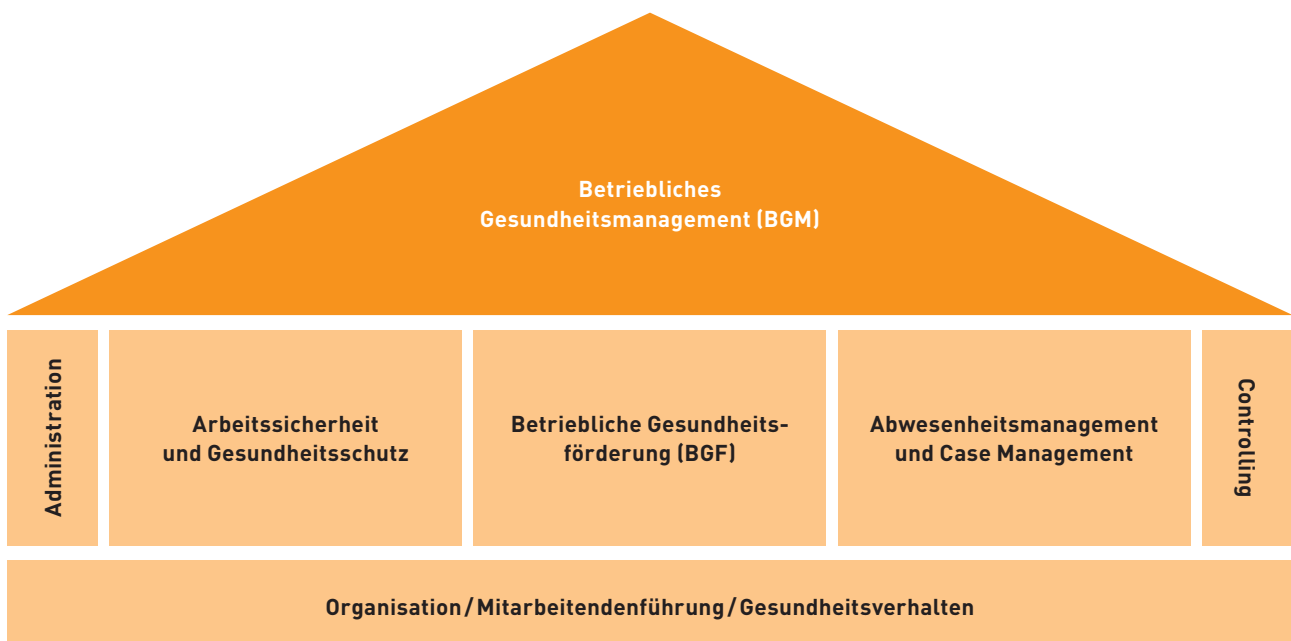 Betriebliches
Gesundheitsmanagement (BGM)
Administration
Arbeitssicherheit
und Gesundheitsschutz
Betriebliche Gesundheits-
förderung (BGF)
Abwesenheitsmanagement
und Case Management
Controlling
Organisation/Mitarbeitendenführung/Gesundheitsverhalten